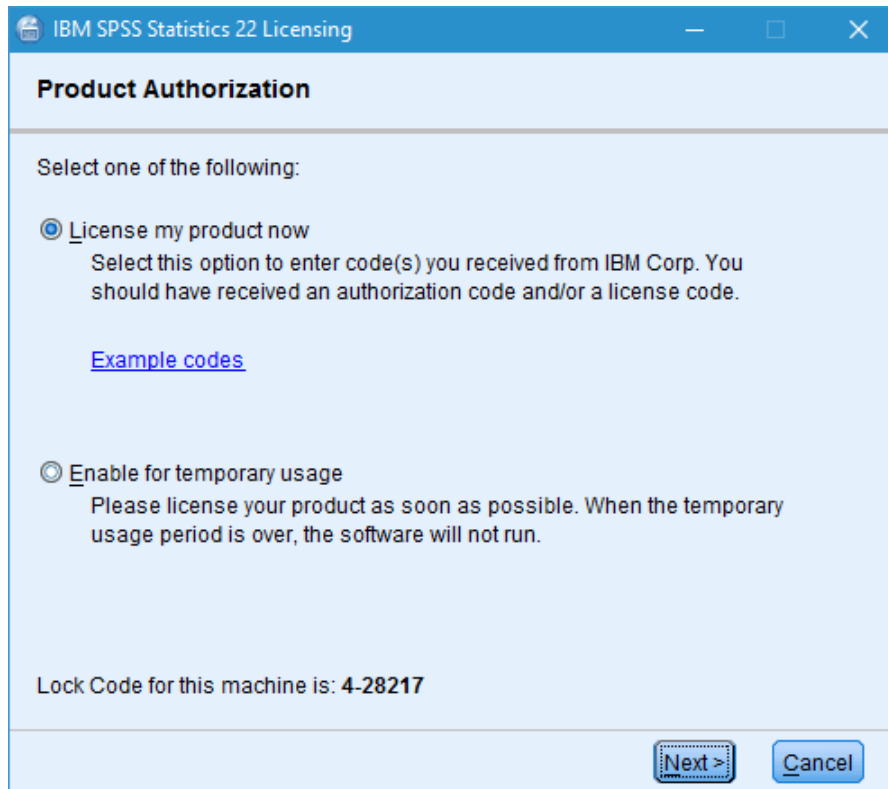 IBM SPSS Statistics 22 Licensing
Product Authorization
Select one of the following:
License my product now
Select this option to enter code(s) you received from IBM Corp. You
should have received an authorization code and/or a license code.
Example codes
Enable for temporary usage
Please license your product as soon as possible. When the temporary
usage period is over, the software will not run.
Lock Code for this machine is: 4-28217
Next > Cancel